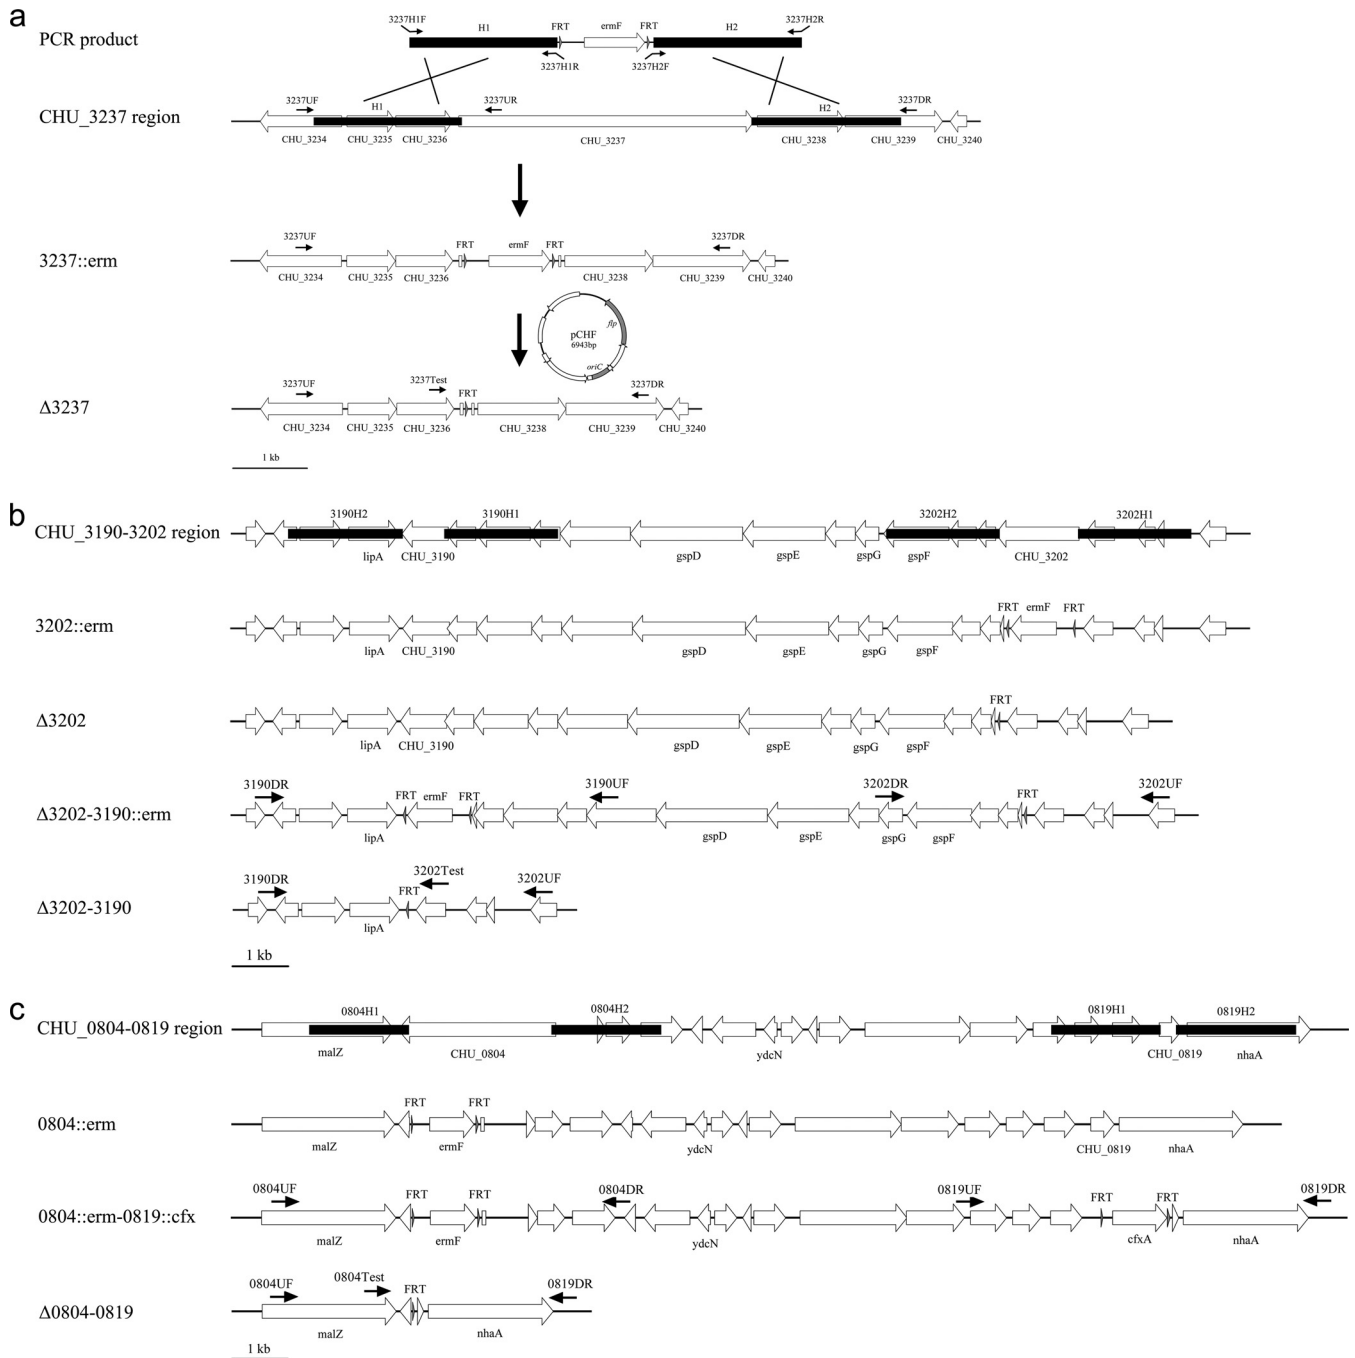 a
3237H1F H1 FRT ermF FRT H2 3237H2R
PCR product
3237H1R 3237H2F
3237UF H1 3237UR H2 3237DR
CHU_3237 region
CHU_3234 CHU_3235 CHU_3236 CHU_3237 CHU_3238 CHU_3239 CHU_3240
3237UF FRT ermF FRT 3237DR
3237::erm
CHU_3234 CHU_3235 CHU_3236 CHU_3238 CHU_3239 CHU_3240
flp
pCHF
6943bp
oriC
3237UF 3237Test FRT 3237DR
Δ3237
CHU_3234 CHU_3235 CHU_3236 CHU_3238 CHU_3239 CHU_3240
1 kb
b
3190H2 3190H1 3202H2 3202H1
CHU_3190-3202 region
lipA CHU_3190 gspD gspE gspG gspF CHU_3202
FRT ermF FRT
3202::erm
lipA CHU_3190 gspD gspE gspG gspF
FRT
Δ3202
lipA CHU_3190 gspD gspE gspG gspF
3190DR FRT ermF FRT 3190UF 3202DR FRT 3202UF
Δ3202-3190::erm
lipA gspD gspE gspG gspF
3190DR FRT 3202Test 3202UF
Δ3202-3190
lipA
1 kb
c
0804H1 0804H2 0819H1 0819H2
CHU_0804-0819 region
malZ CHU_0804 ydcN CHU_0819 nhaA
FRT FRT
0804::erm
malZ ermF ydcN CHU_0819 nhaA
0804UF FRT FRT 0804DR 0819UF FRT FRT 0819DR
0804::erm-0819::cfx
malZ ermF ydcN cfxA nhaA
0804UF 0804Test FRT 0819DR
Δ0804-0819
malZ nhaA
1 kb